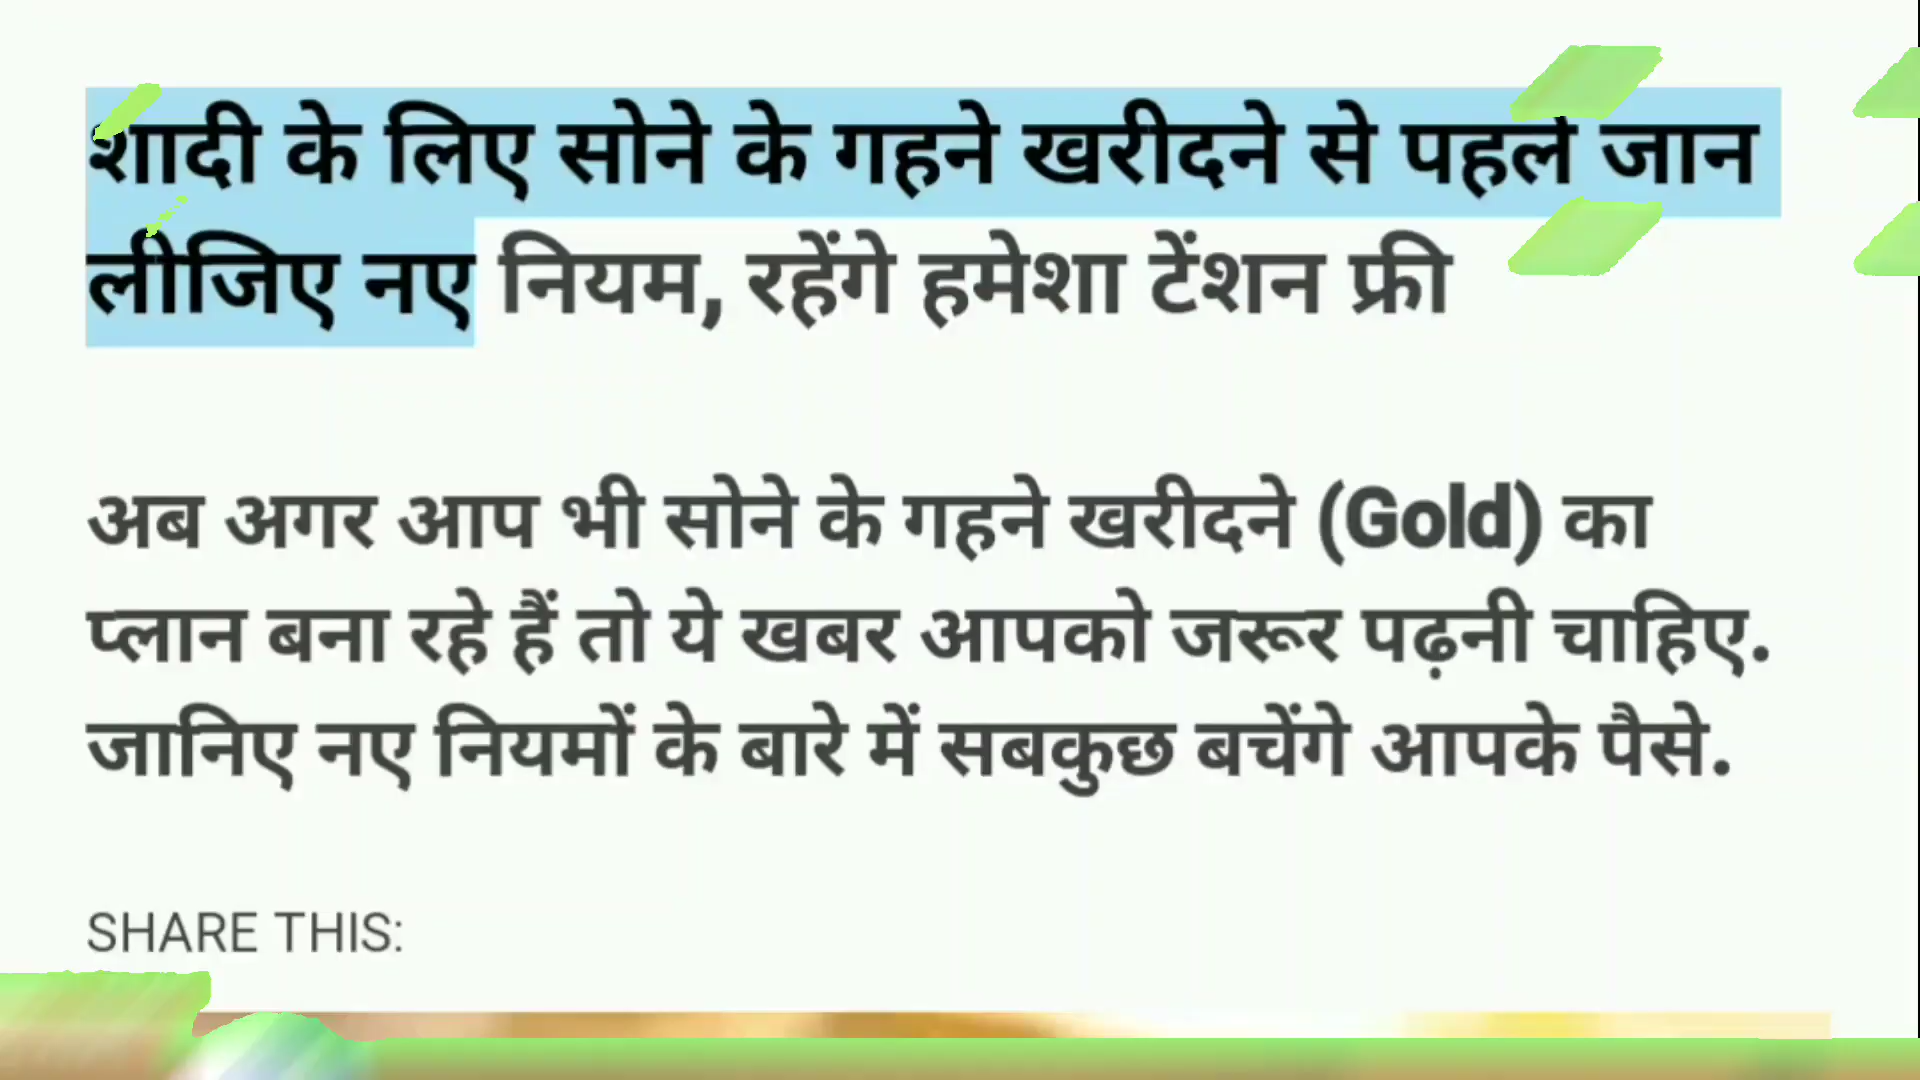 शादी के लिए सोने के गहने खरीदने से पहले जान
लीजिए नए नियम, रहेंगे हमेशा टेंशन फ्री
अब अगर आप भी सोने के गहने खरीदने (Gold) का
प्लान बना रहे हैं तो ये खबर आपको जरूर पढ़नी चाहिए.
जानिए नए नियमों के बारे में सबकुछ बचेंगे आपके पैसे.
SHARE THIS: